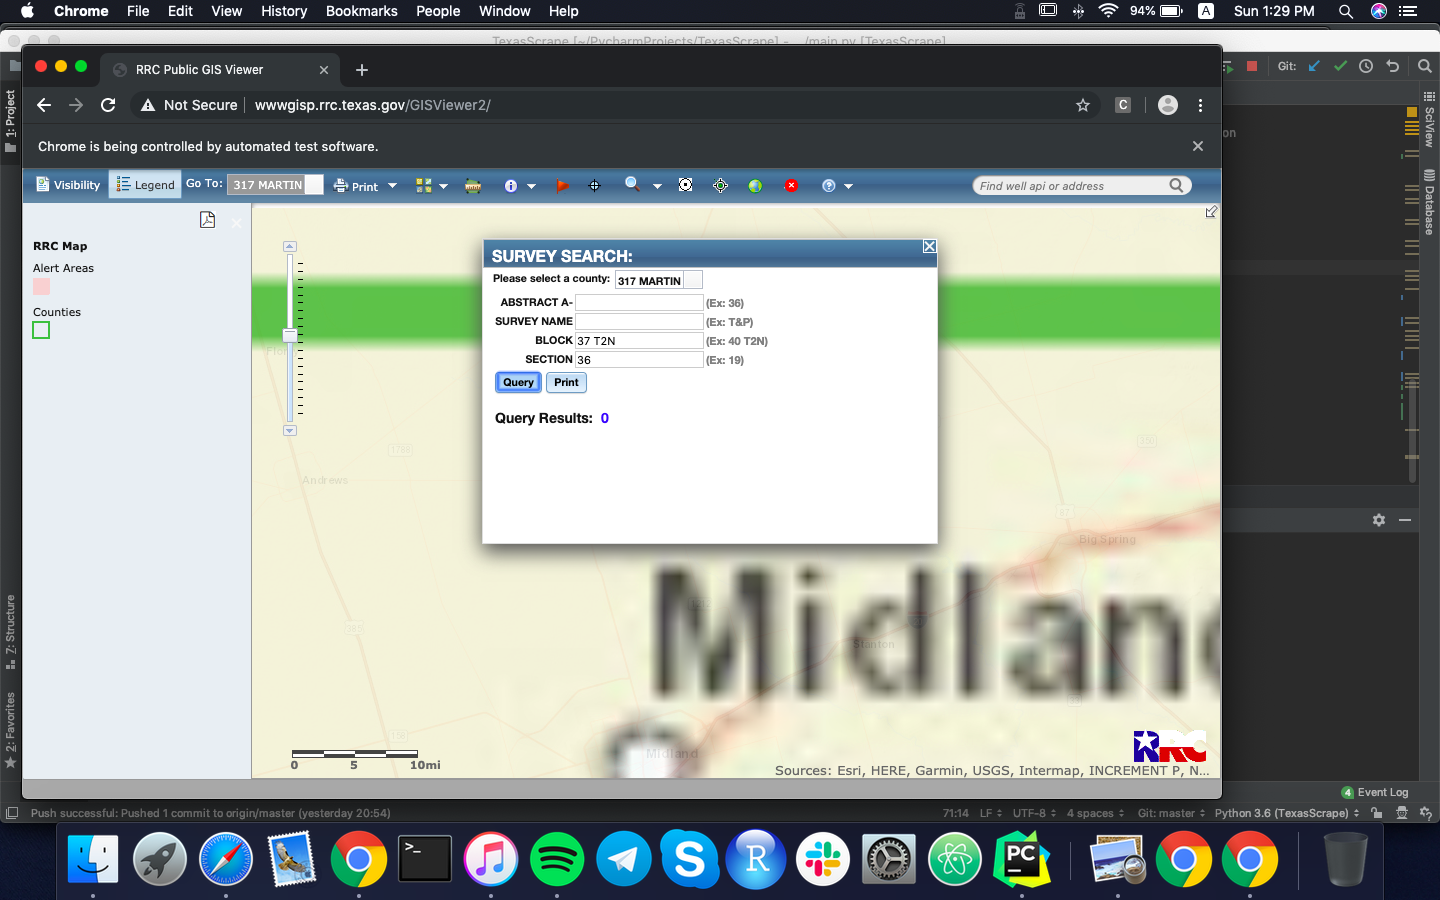 Chrome File Edit View History Bookmarks People Window Help 94% A Sun 1:29 PM
TexasScrape [~/PycharmProjects/TexasScrape] - .../main.py [TexasScrape]
RRC Public GIS Viewer
Git:
Not Secure wwwgisp.rrc.texas.gov/GISViewer2/
C
Chrome is being controlled by automated test software.
1: Project
SciView
Database
Z: Structure
2: Favorites
Visibility Legend Go To: 317 MARTIN Print Find well api or address
RRC Map
Alert Areas
Counties
SURVEY SEARCH:
Please select a county: 317 MARTIN
ABSTRACT A- (Ex: 36)
SURVEY NAME (Ex: T&P)
BLOCK 37 T2N (Ex: 40 T2N)
SECTION 36 (Ex: 19)
Query Print
Query Results: 0
Andrews
Big Spring
Stanton
Midland
Midland
0 5 10mi
RRC
Sources: Esri, HERE, Garmin, USGS, Intermap, INCREMENT P, N...
4 Event Log
Push successful: Pushed 1 commit to origin/master (yesterday 20:54) 71:14 LF UTF-8 4 spaces Git: master Python 3.6 (TexasScrape)
>_
S
R
PC